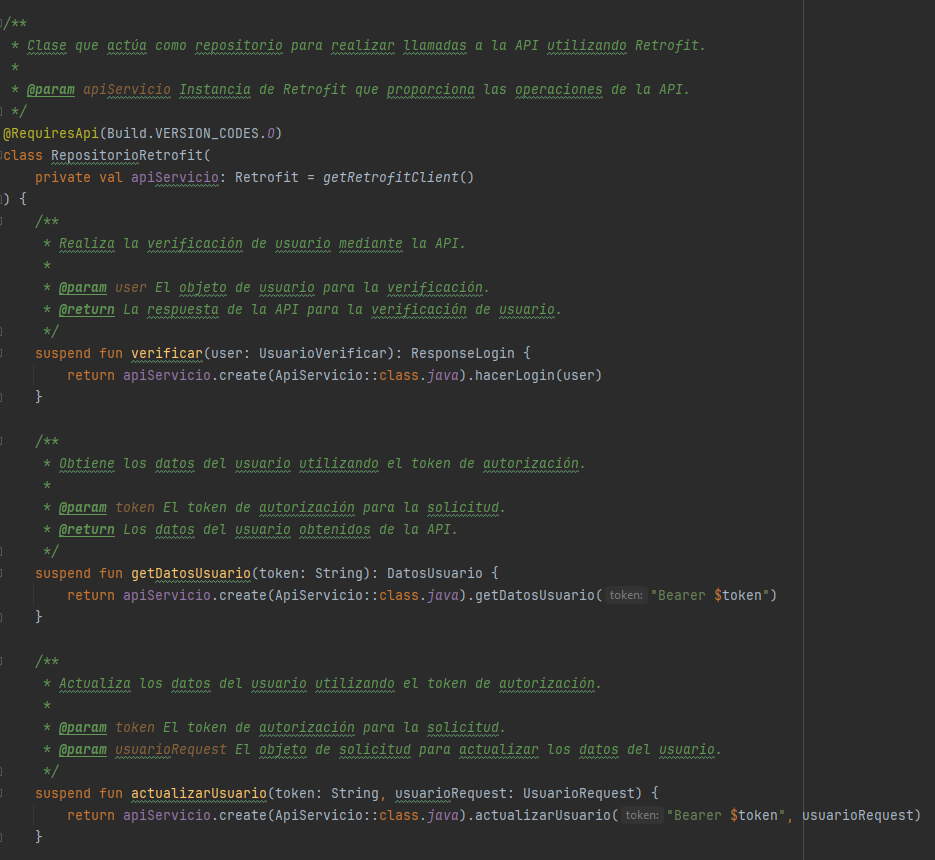 /**
 * Clase que actúa como repositorio para realizar llamadas a la API utilizando Retrofit.
 *
 * @param apiServicio Instancia de Retrofit que proporciona las operaciones de la API.
 */
@RequiresApi(Build.VERSION_CODES.O)
class RepositorioRetrofit(
    private val apiServicio: Retrofit = getRetrofitClient()
) {
    /**
     * Realiza la verificación de usuario mediante la API.
     *
     * @param user El objeto de usuario para la verificación.
     * @return La respuesta de la API para la verificación de usuario.
     */
    suspend fun verificar(user: UsuarioVerificar): ResponseLogin {
        return apiServicio.create(ApiServicio::class.java).hacerLogin(user)
    }

    /**
     * Obtiene los datos del usuario utilizando el token de autorización.
     *
     * @param token El token de autorización para la solicitud.
     * @return Los datos del usuario obtenidos de la API.
     */
    suspend fun getDatosUsuario(token: String): DatosUsuario {
        return apiServicio.create(ApiServicio::class.java).getDatosUsuario( token: "Bearer $token")
    }

    /**
     * Actualiza los datos del usuario utilizando el token de autorización.
     *
     * @param token El token de autorización para la solicitud.
     * @param usuarioRequest El objeto de solicitud para actualizar los datos del usuario.
     */
    suspend fun actualizarUsuario(token: String, usuarioRequest: UsuarioRequest) {
        return apiServicio.create(ApiServicio::class.java).actualizarUsuario( token: "Bearer $token", usuarioRequest)
    }